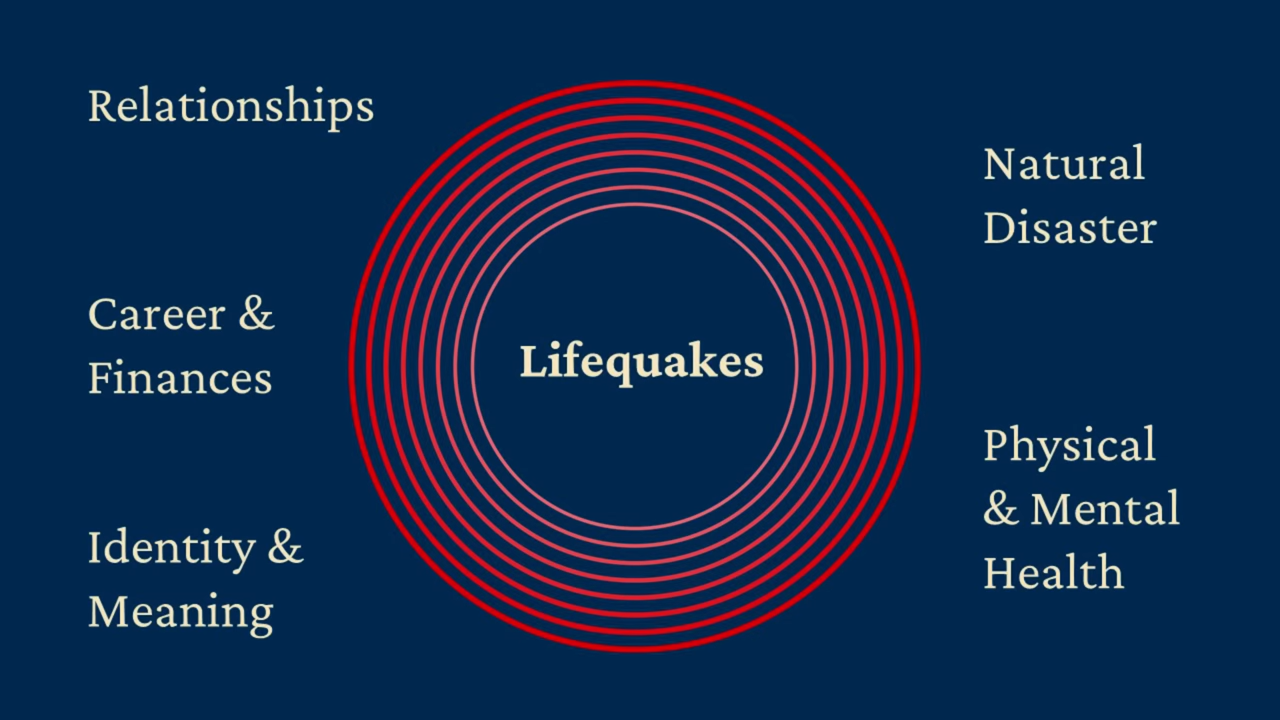 Relationships
Career &
Finances
Identity &
Meaning
Lifequakes
Natural
Disaster
Physical
& Mental
Health